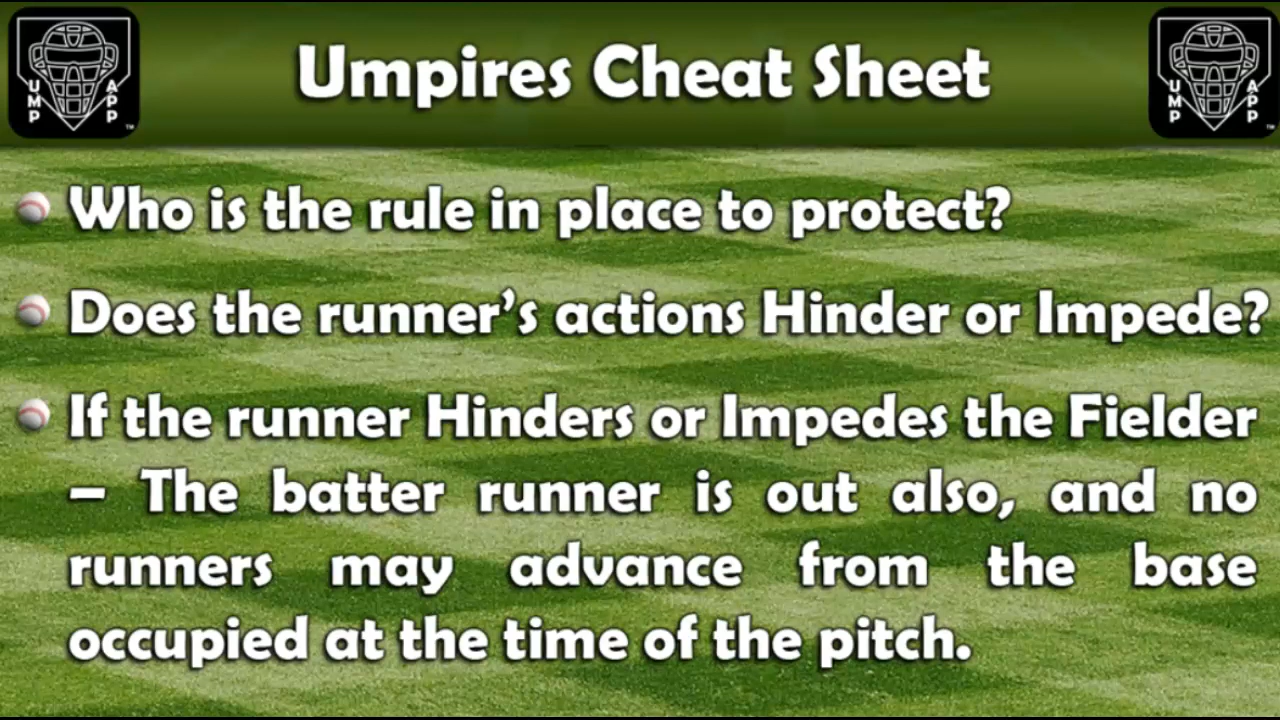 Umpires Cheat Sheet
UMP APP ™
UMP APP ™
Who is the rule in place to protect?
Does the runner's actions Hinder or Impede?
If the runner Hinders or Impedes the Fielder
– The batter runner is out also, and no
runners may advance from the base
occupied at the time of the pitch.